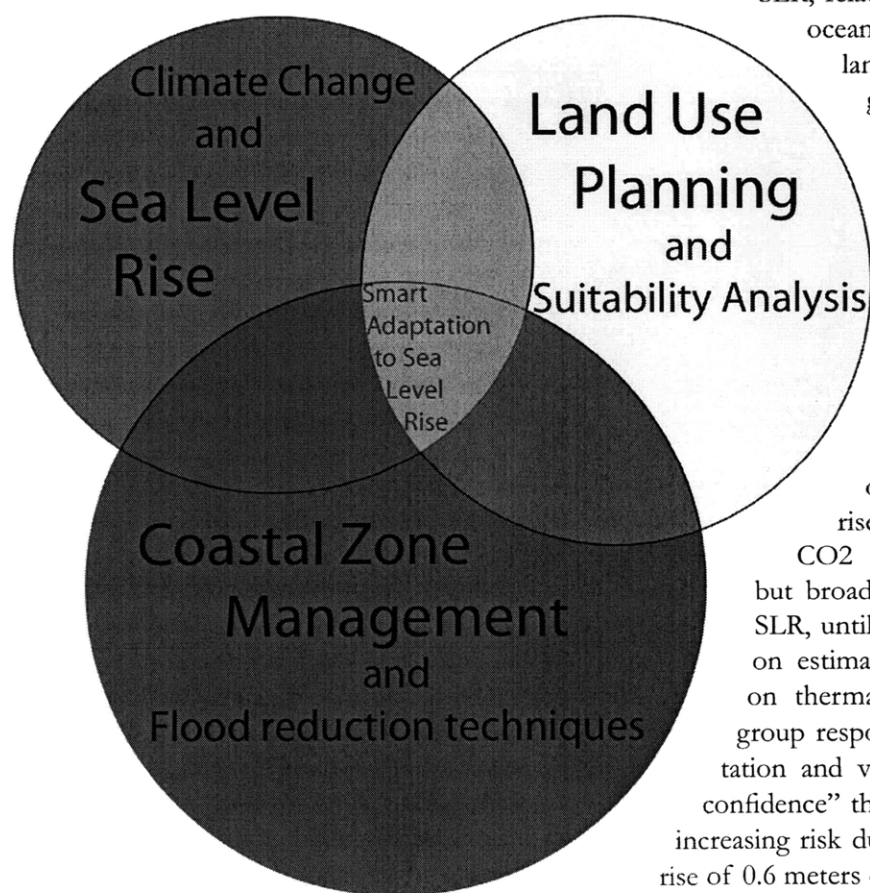 Climate Change
and
Sea Level
Rise
Land Use
Planning
and
Suitability Analysis
Smart
Adaptation
to Sea
Level
Rise
Coastal Zone
Management
and
Flood reduction techniques
ocean
rise
CO2
but broad
SLR, until
on estima
on therma
group respo
tation and v
confidence” th
increasing risk du
rise of 0.6 meters